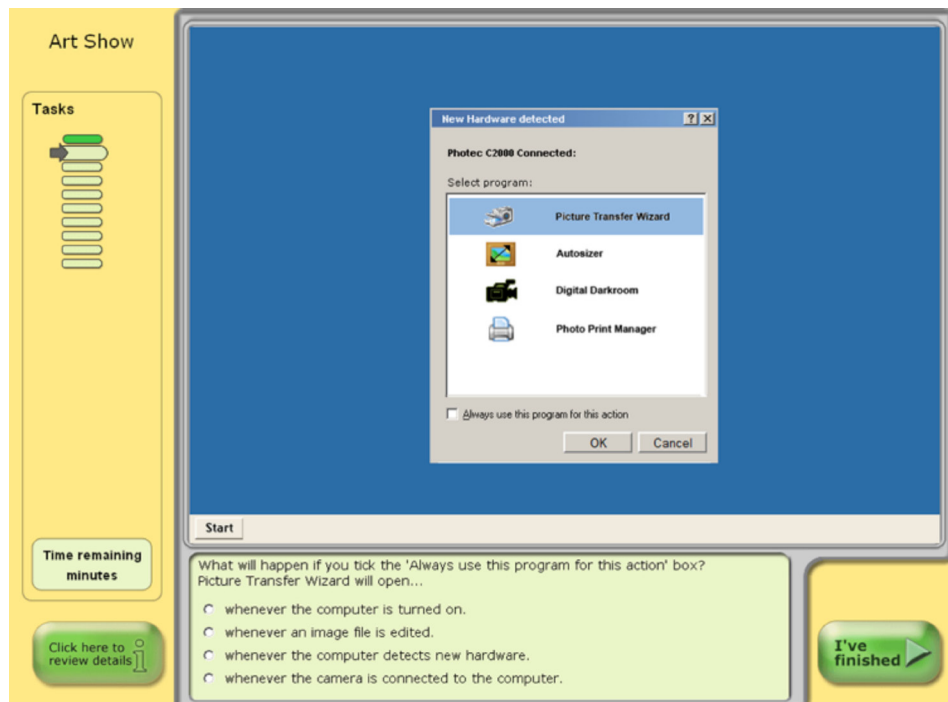 Art Show
Tasks
New Hardware detected
Photec C2000 Connected:
Select program:
Picture Transfer Wizard
Autosizer
Digital Darkroom
Photo Print Manager
Always use this program for this action
OK Cancel
Start
Time remaining
minutes
Click here to
review details
What will happen if you tick the 'Always use this program for this action' box?
Picture Transfer Wizard will open...
whenever the computer is turned on.
whenever an image file is edited.
whenever the computer detects new hardware.
whenever the camera is connected to the computer.
I've
finished